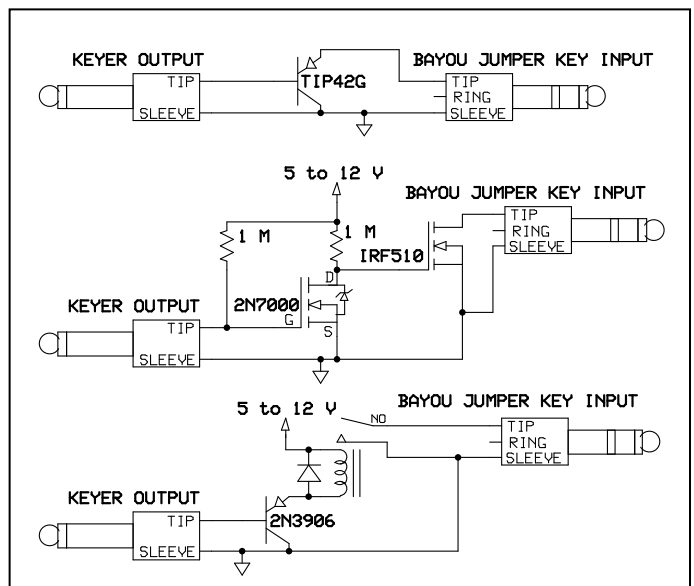 KEYER OUTPUT
BAYOU JUMPER KEY INPUT
TIP
SLEEVE
TIP42G
TIP
RING
SLEEVE
5 to 12 V
BAYOU JUMPER KEY INPUT
1 M
1 M
TIP
RING
SLEEVE
IRF510
D
2N7000
G
S
KEYER OUTPUT
TIP
SLEEVE
5 to 12 V
BAYOU JUMPER KEY INPUT
NO
TIP
RING
SLEEVE
KEYER OUTPUT
TIP
SLEEVE
2N3906